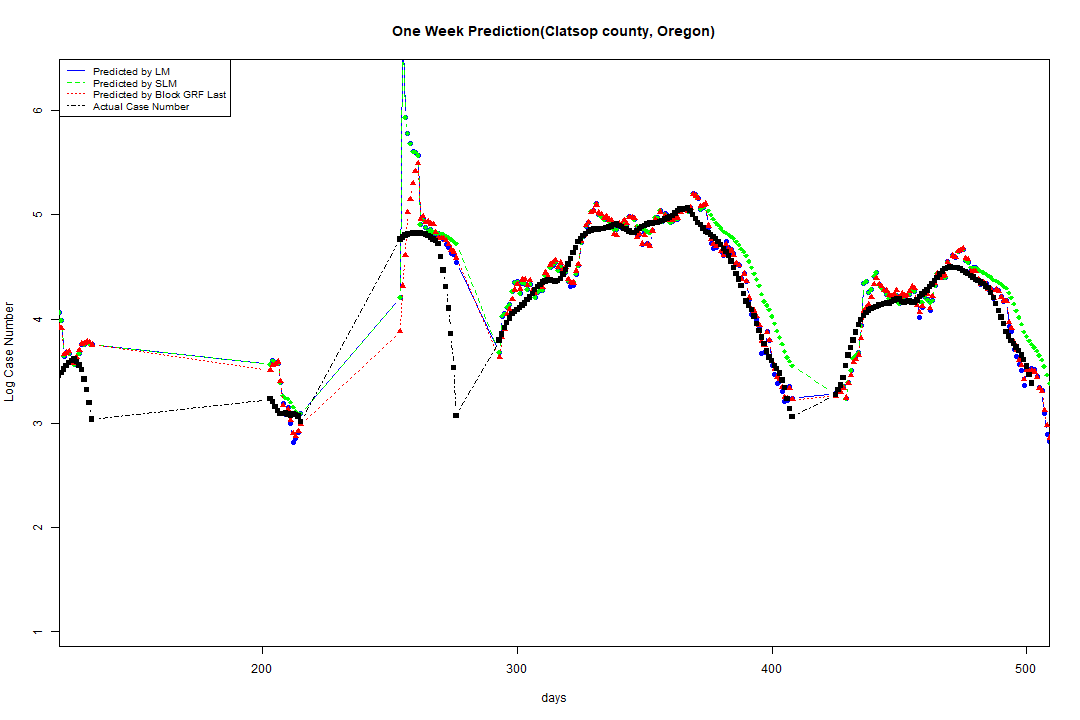 One Week Prediction(Clatsop county, Oregon)
Predicted by LM
Predicted by SLM
Predicted by Block GRF Last
Actual Case Number
Log Case Number
6
5
4
3
2
1
200 300 400 500
days